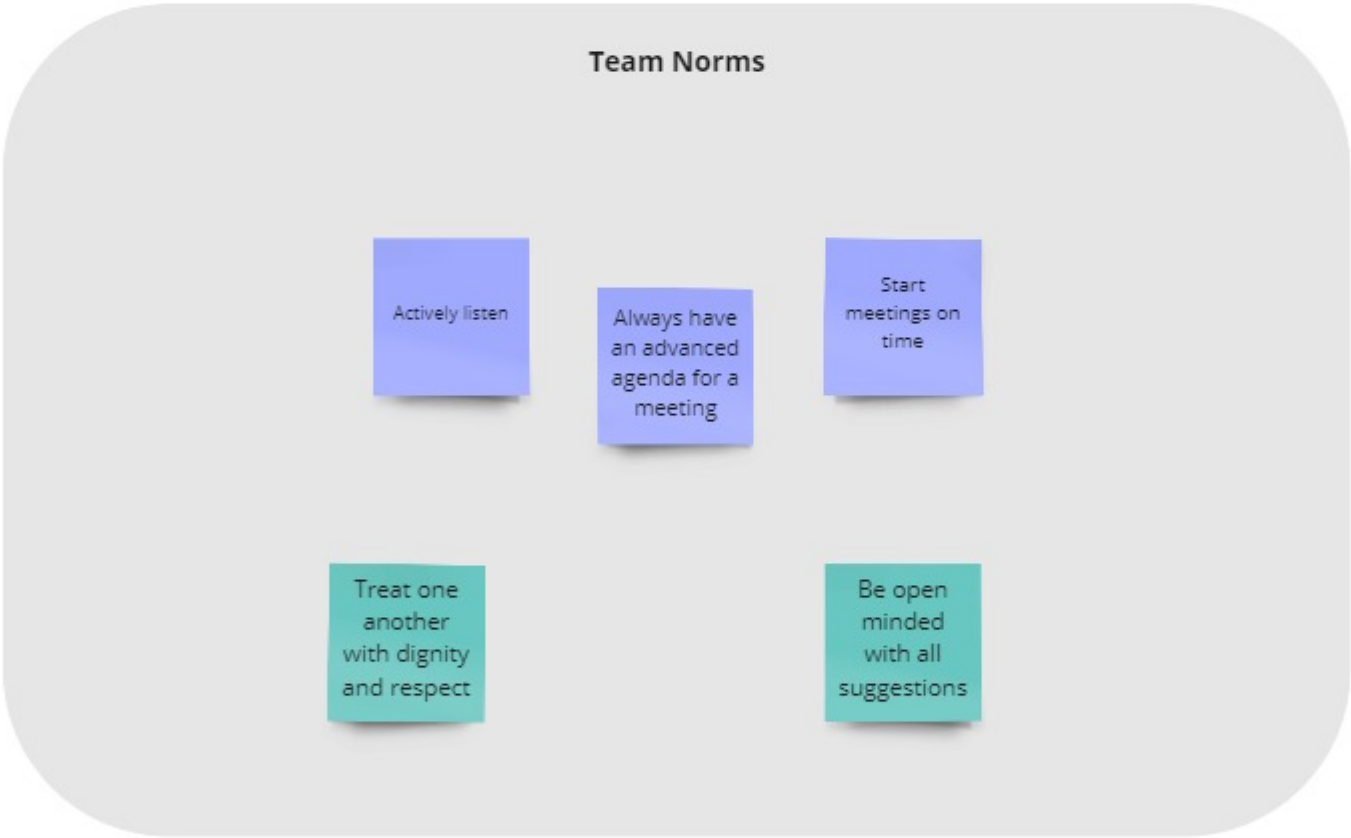 Team Norms
Actively listen
Always have
an advanced
agenda for a
meeting
Start
meetings on
time
Treat one
another
with dignity
and respect
Be open
minded
with all
suggestions